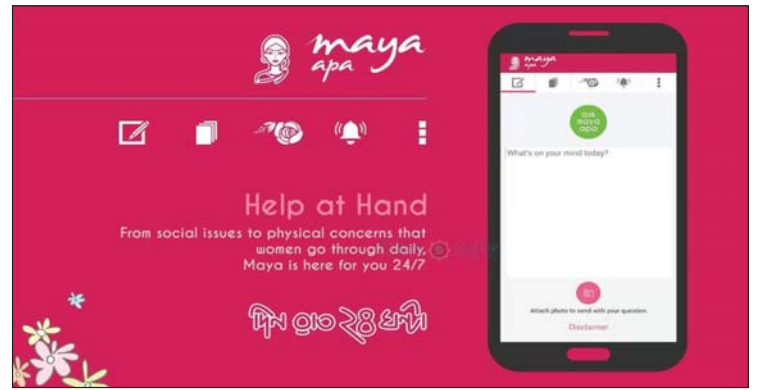 maya
apa
Help at Hand
From social issues to physical concerns that
women go through daily,
Maya is here for you 24/7
দিন রাত ২৪ ঘন্টা
maya
apa
ask
maya
apa
What's on your mind today?
Attach photo to send with your question
Disclaimer